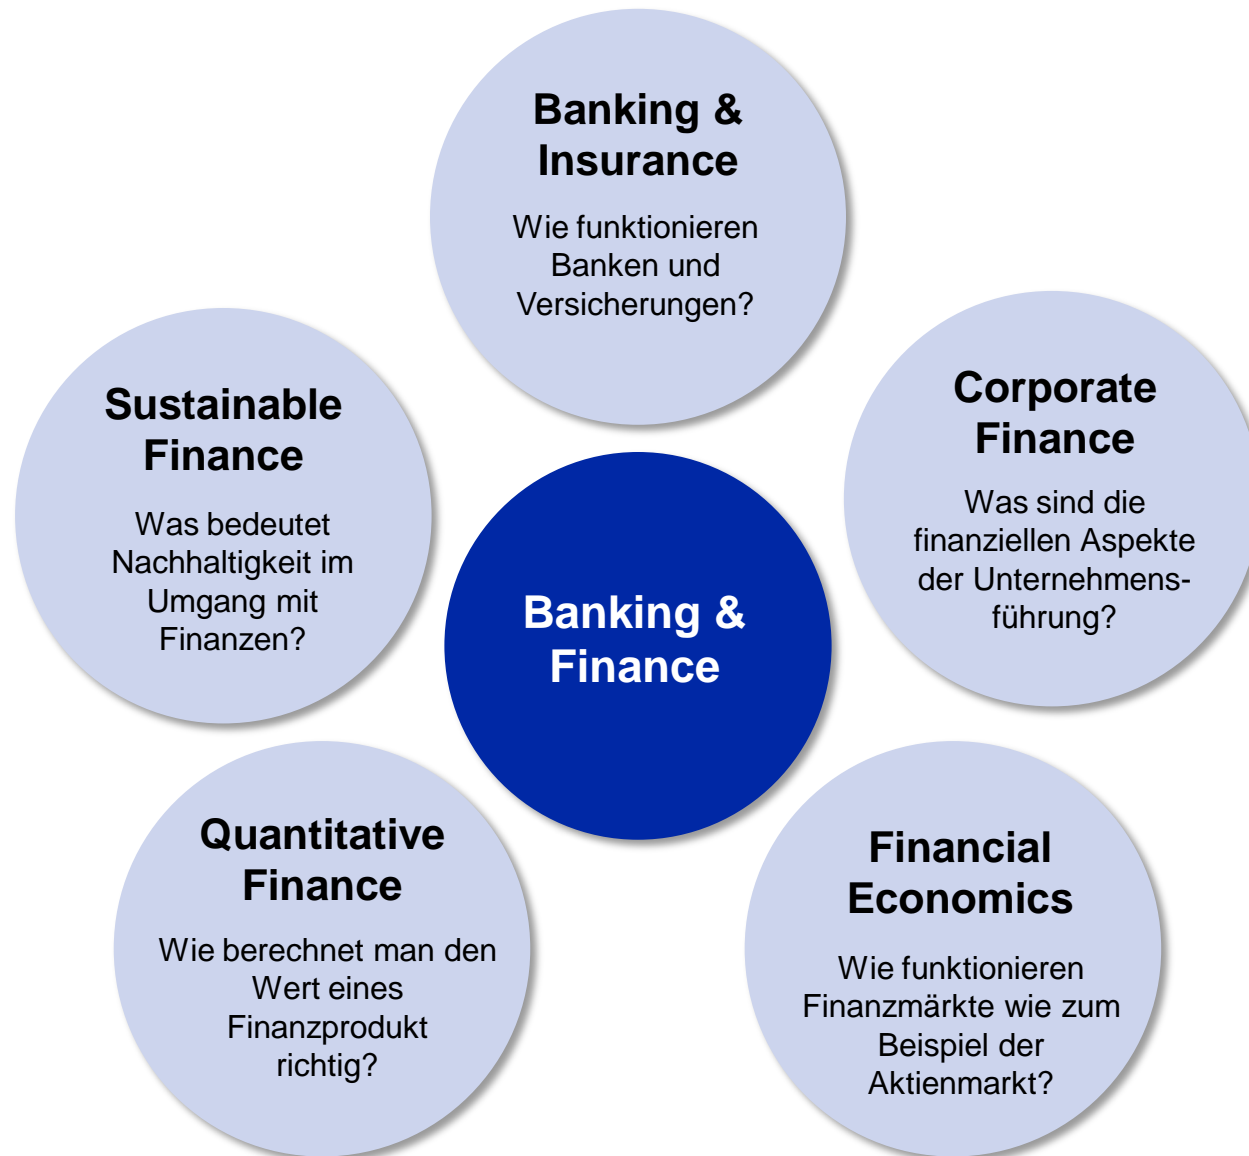 Banking &
Insurance
Wie funktionieren
Banken und
Versicherungen?
Corporate
Finance
Was sind die
finanziellen Aspekte
der Unternehmens-
führung?
Sustainable
Finance
Was bedeutet
Nachhaltigkeit im
Umgang mit
Finanzen?
Banking &
Finance
Quantitative
Finance
Wie berechnet man den
Wert eines
Finanzprodukt
richtig?
Financial
Economics
Wie funktionieren
Finanzmärkte wie zum
Beispiel der
Aktienmarkt?